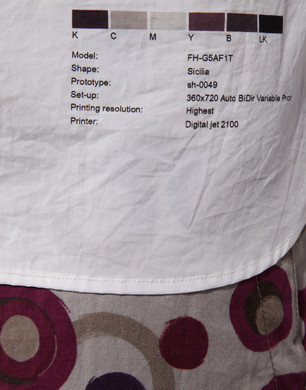 K C M Y B LK
Model: FH-G5AF1T
Shape: Sicilia
Prototype: sh-0049
Set-up: 360x720 Auto BiDir Variable
Printing resolution: Highest
Printer: Digital jet 2100